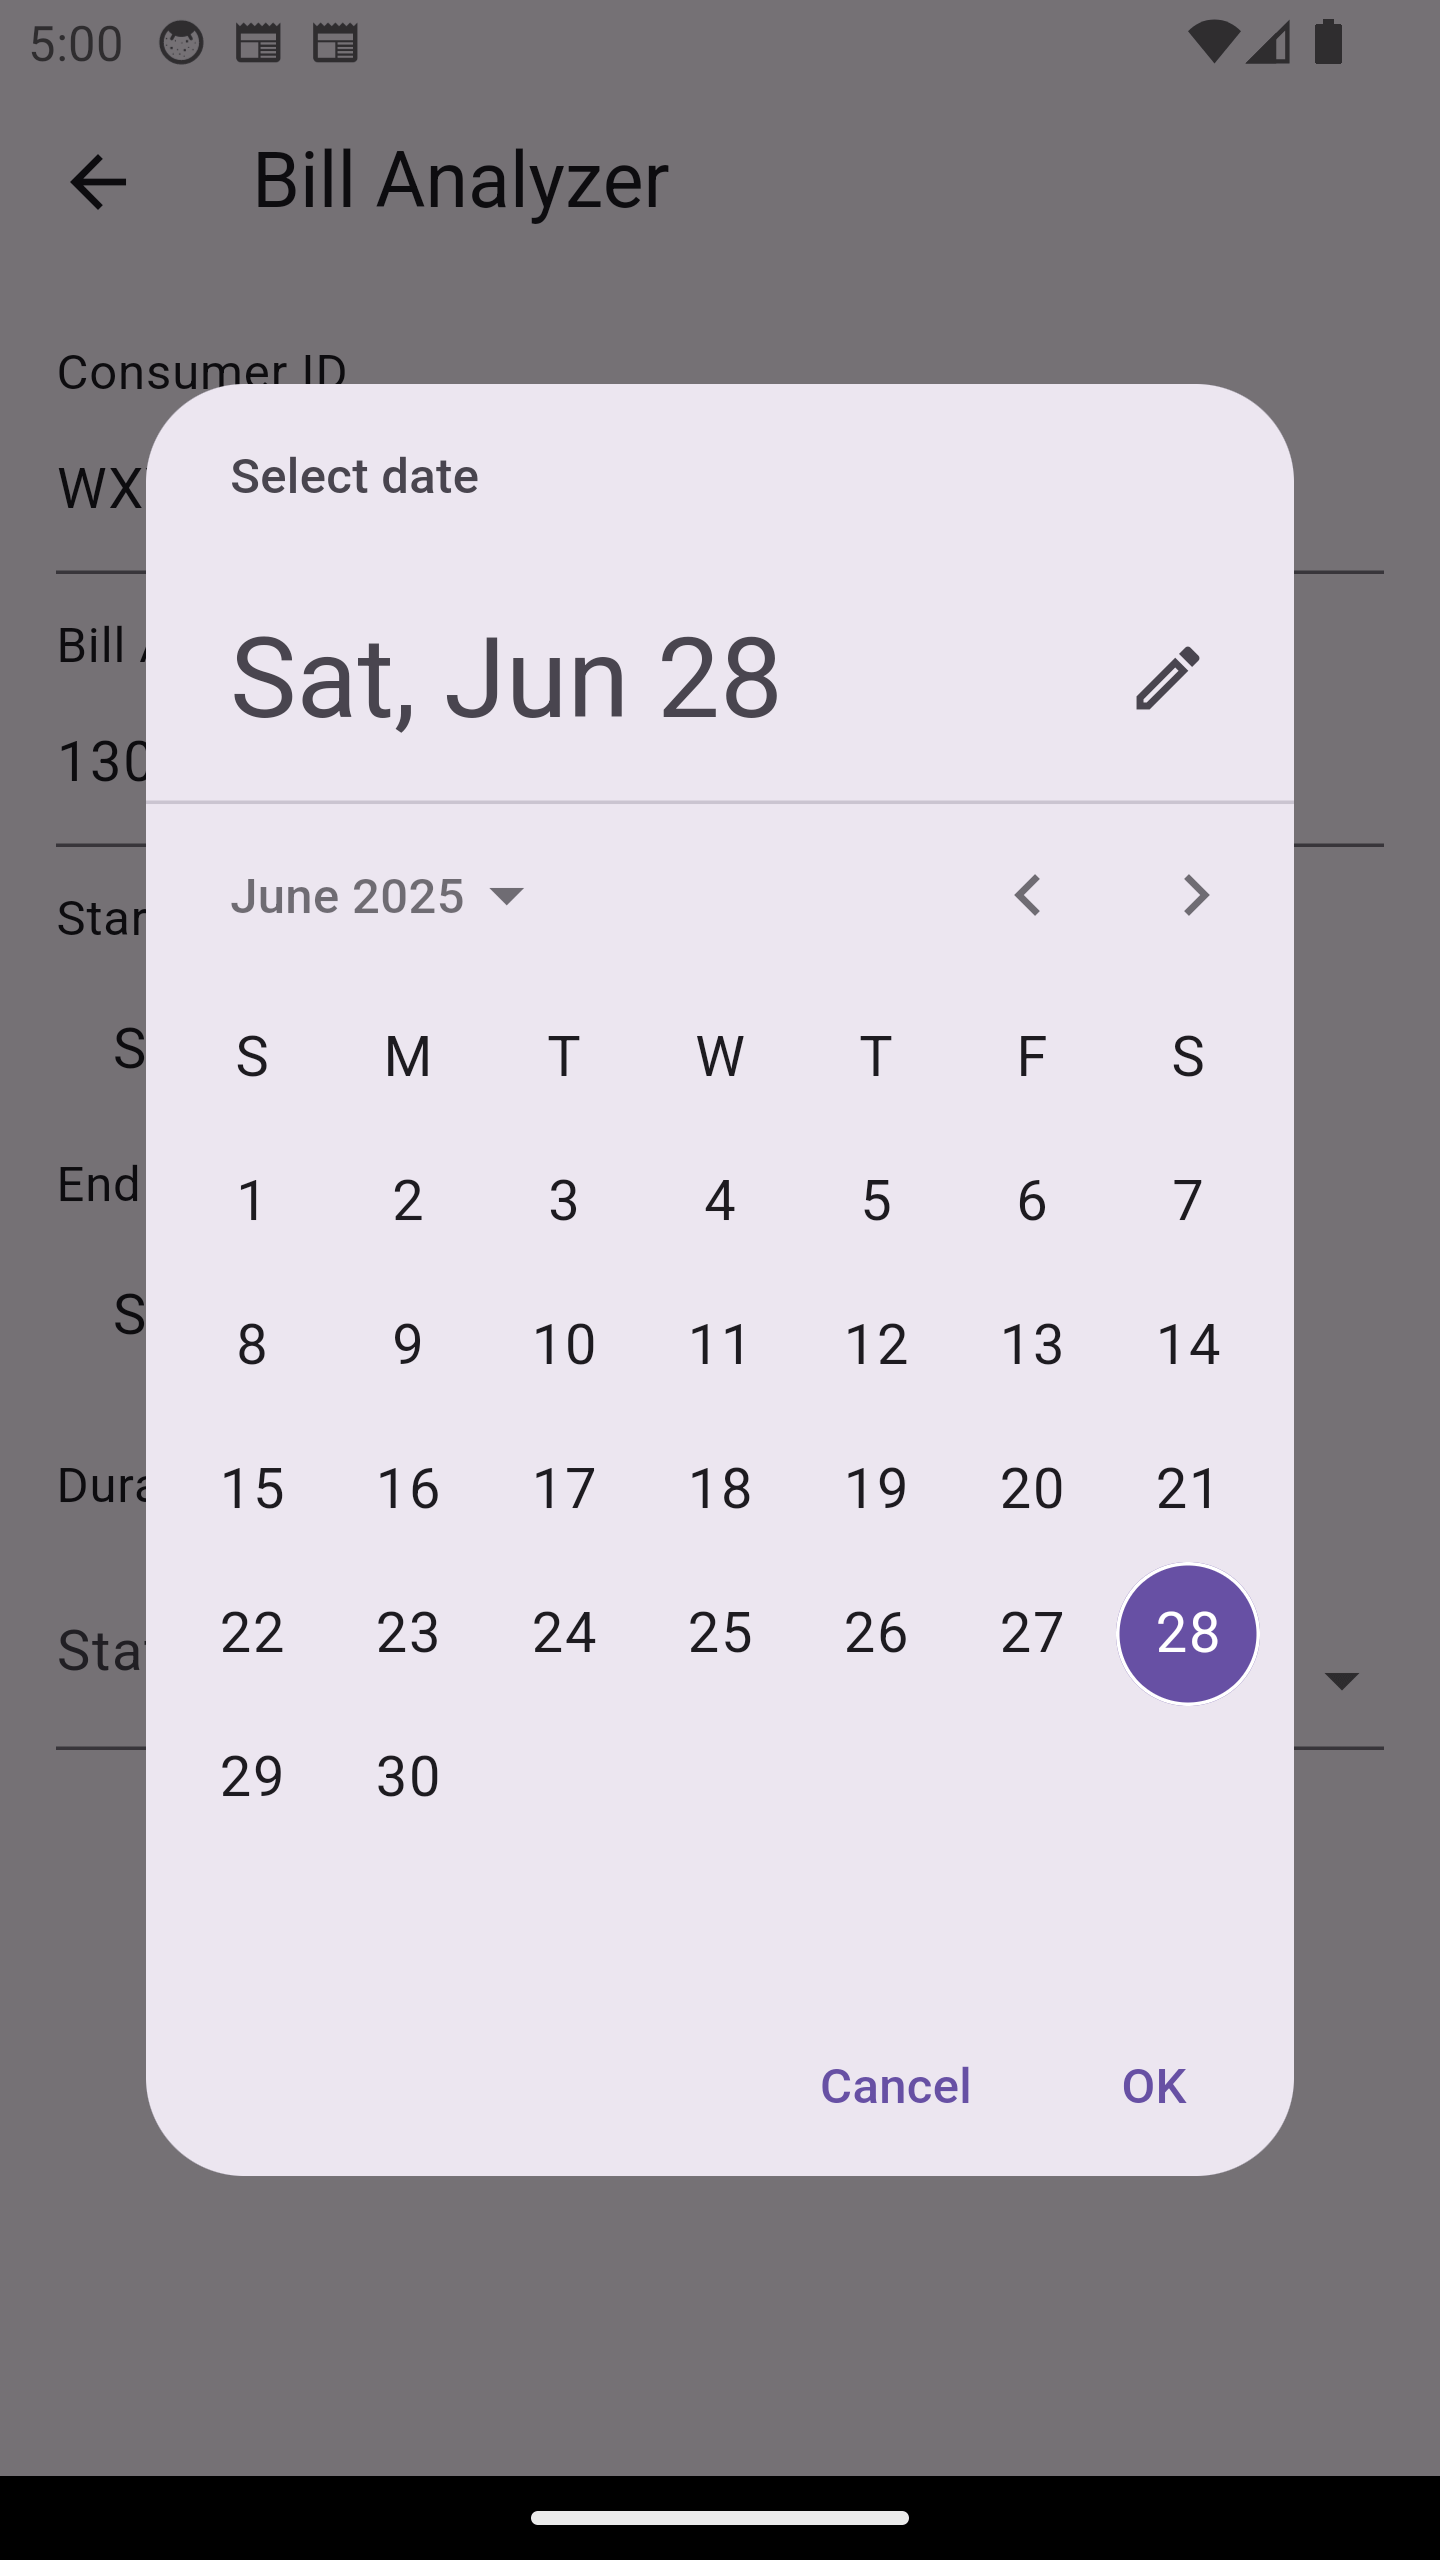 5:00
Bill Analyzer
Consumer ID
WX
Select date
Bill
Sat, Jun 28
130
June 2025
Star
S M T W T F S
S
End
1 2 3 4 5 6 7
S
8 9 10 11 12 13 14
Dura
15 16 17 18 19 20 21
Stat
22 23 24 25 26 27 28
29 30
Cancel OK